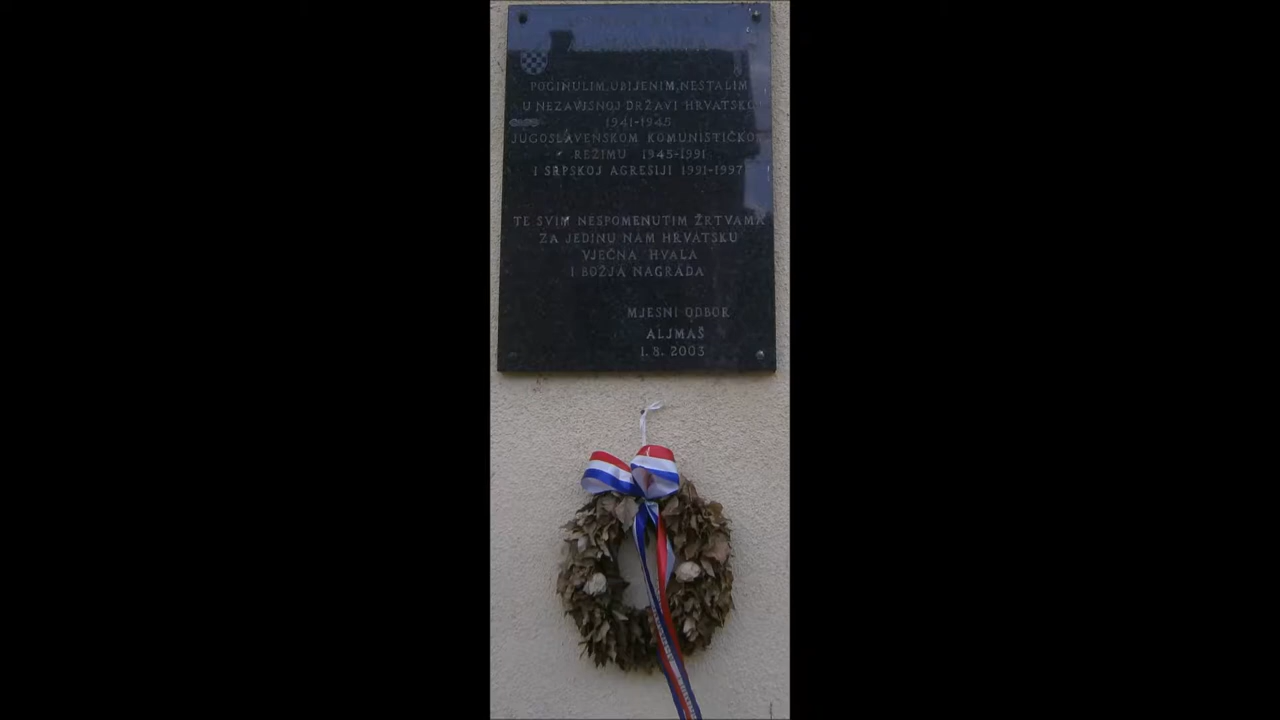 POGINULIM, UBIJENIM, NESTALIM
U NEZAVISNOJ DRŽAVI HRVATSKOJ
1941-1945
JUGOSLAVENSKOM KOMUNISTIČKOM
REŽIMU 1945-1991
I SRPSKOJ AGRESIJI 1991-1997
TE SVIM NESPOMENUTIM ŽRTVAMA
ZA JEDINU NAM HRVATSKU
VJEČNA HVALA
I BOŽJA NAGRADA
MJESNI ODBOR
ALJMAŠ
1. 8. 2003